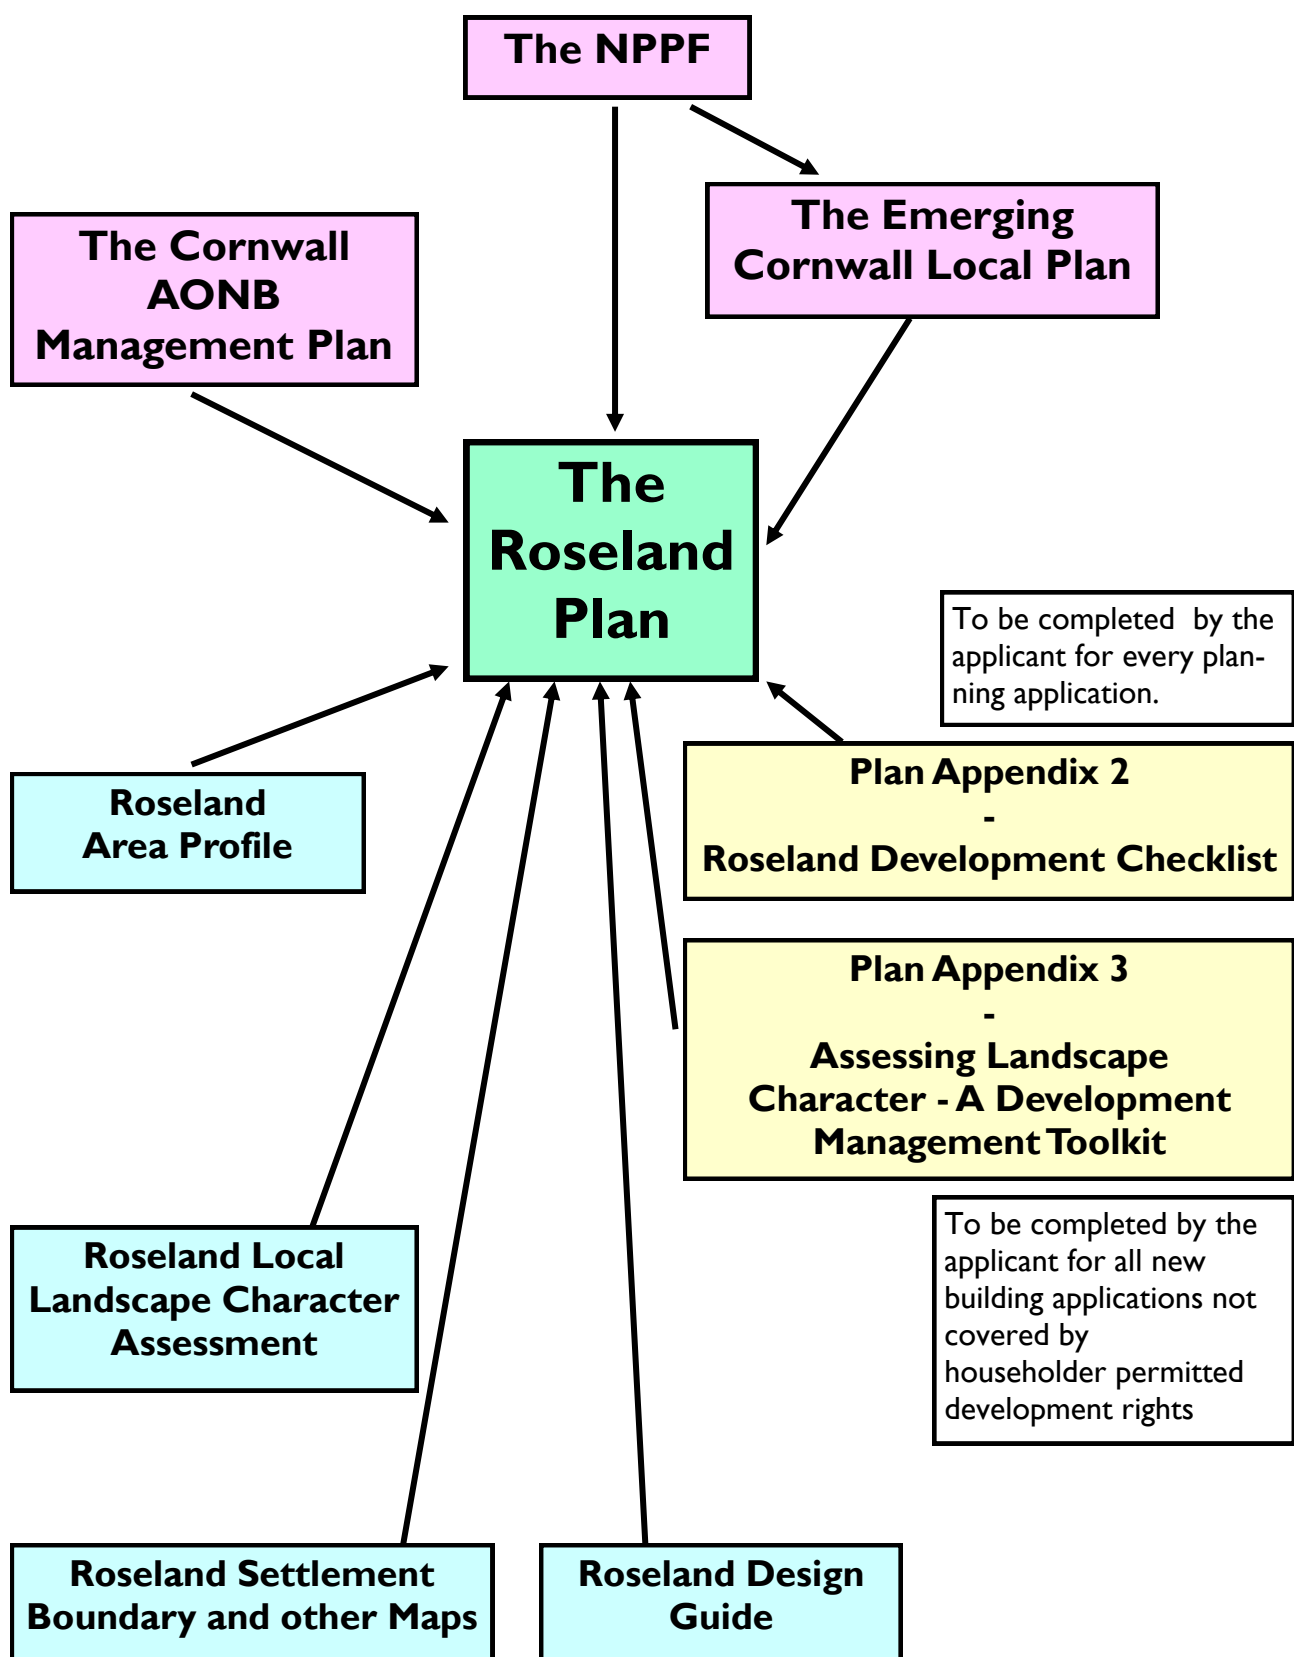 The NPPF
The Emerging
Cornwall Local Plan
The Cornwall
AONB
Management Plan
The
Roseland
Plan
To be completed  by the
applicant for every plan-
ning application.
Plan Appendix 2
-
Roseland Development Checklist
Roseland
Area Profile
Plan Appendix 3
-
Assessing Landscape
Character - A Development
Management Toolkit
To be completed by the
applicant for all new
building applications not
covered by
householder permitted
development rights
Roseland Local
Landscape Character
Assessment
Roseland Settlement
Boundary and other Maps
Roseland Design
Guide